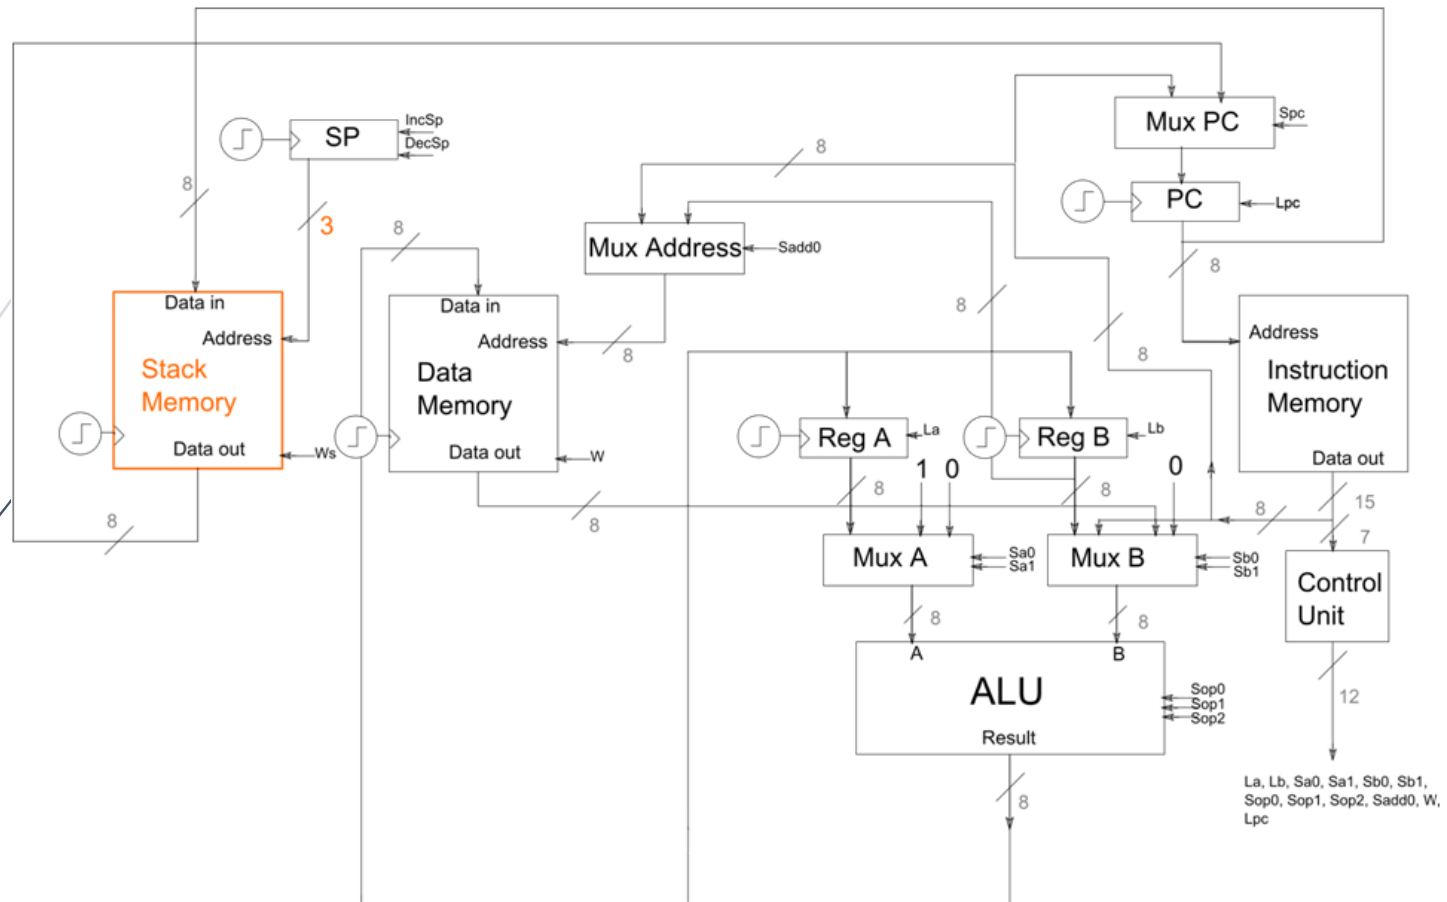 Mux PC
Spc
IncSp
SP
DecSp
8
8
PC
Lpc
3
8
Mux Address
Sadd0
8
Data in
Address
Stack
Memory
Data out
Ws
8
Data in
Address
Data
Memory
Data out
W
8
8
8
8
Address
Instruction
Memory
Data out
15
7
8
Reg A
La
Reg B
Lb
1 0
0
8
8
Mux A
Sa0
Sa1
Mux B
Sb0
Sb1
Control
Unit
8
8
A
B
ALU
Sop0
Sop1
Sop2
Result
12
8
La, Lb, Sa0, Sa1, Sb0, Sb1,
Sop0, Sop1, Sop2, Sadd0, W,
Lpc